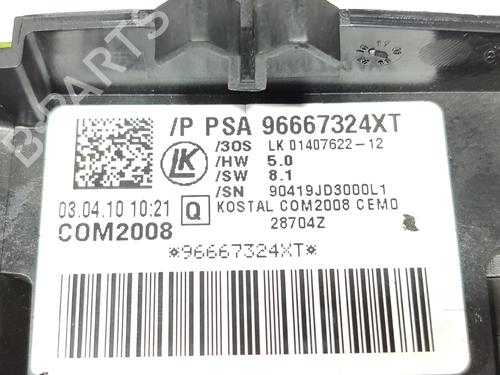 /P PSA 96667324XT
/3OS LK 01407622-12
LK
/HW 5.0
/SW 8.1
/SN 90419JD3000L1
03.04.10 10:21 Q KOSTAL COM2008 CEMO
COM2008 28704Z
*96667324XT*
B-PARTS